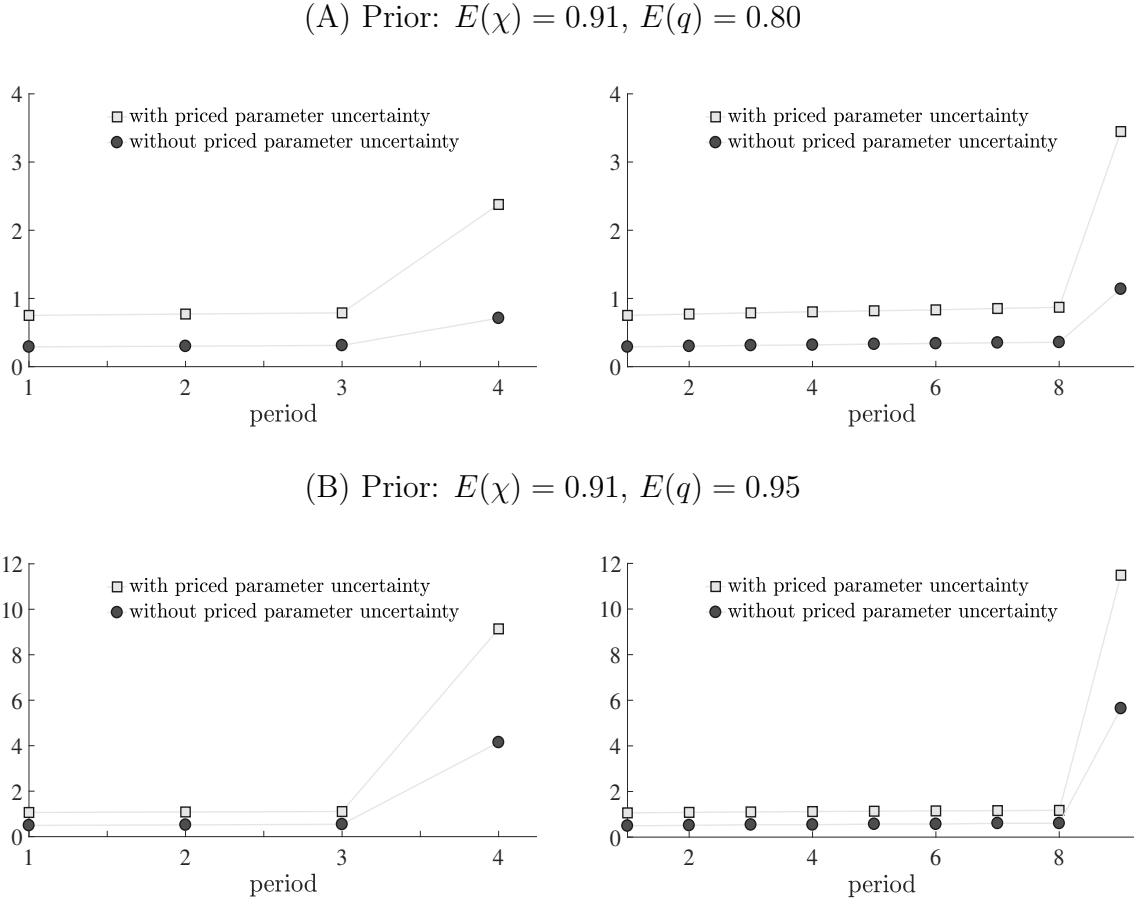 (A) Prior: E(χ) = 0.91, E(q) = 0.80
4
3
2
1
0
with priced parameter uncertainty
without priced parameter uncertainty
1 2 3 4
period
4
3
2
1
0
with priced parameter uncertainty
without priced parameter uncertainty
2 4 6 8
period
(B) Prior: E(χ) = 0.91, E(q) = 0.95
12
10
8
6
4
2
0
with priced parameter uncertainty
without priced parameter uncertainty
1 2 3 4
period
12
10
8
6
4
2
0
with priced parameter uncertainty
without priced parameter uncertainty
2 4 6 8
period